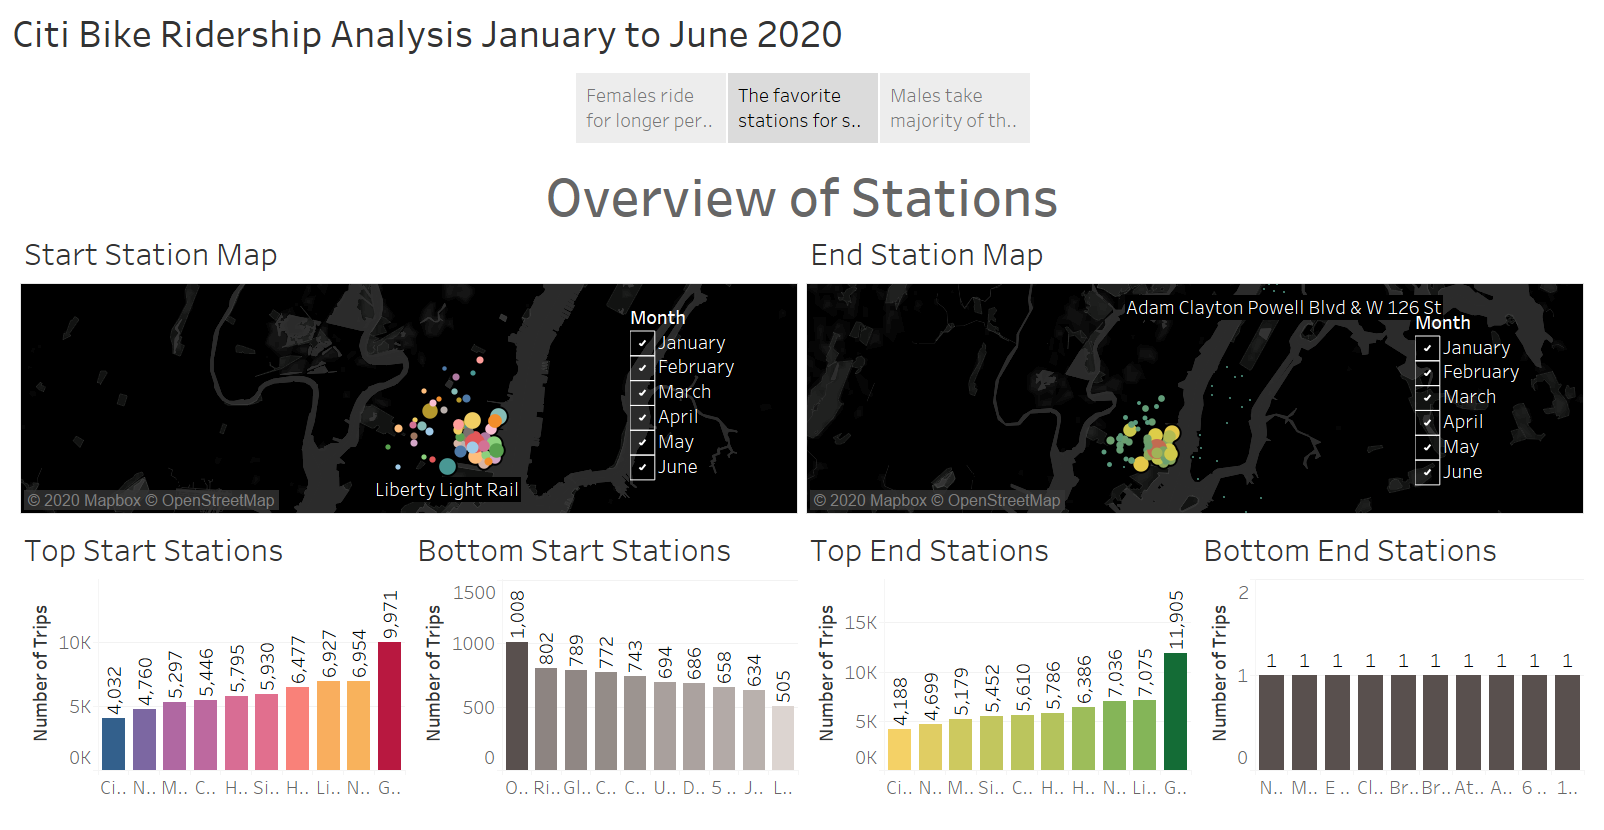 Citi Bike Ridership Analysis January to June 2020
Females ride
for longer per..
The favorite
stations for s..
Males take
majority of th..
Overview of Stations
Start Station Map
Month
January
February
March
April
May
June
Liberty Light Rail
© 2020 Mapbox © OpenStreetMap
End Station Map
Adam Clayton Powell Blvd & W 126 St
Month
January
February
March
April
May
June
© 2020 Mapbox © OpenStreetMap
Top Start Stations
Number of Trips
10K
5K
0K
4,032
4,760
5,297
5,446
5,795
5,930
6,477
6,927
6,954
9,971
Ci.. N.. M.. C.. H.. Si.. H.. Li.. N.. G..
Bottom Start Stations
Number of Trips
1500
1000
500
0
1,008
802
789
772
743
694
686
658
634
505
O.. Ri.. Gl.. C.. C.. U.. D.. 5 .. J.. L..
Top End Stations
Number of Trips
15K
10K
5K
0K
4,188
4,699
5,179
5,452
5,610
5,786
6,386
7,036
7,075
11,905
Ci.. N.. M.. Si.. C.. H.. H.. N.. Li.. G..
Bottom End Stations
Number of Trips
2
1
0
1 1 1 1 1 1 1 1 1 1
N.. M.. E .. Cl.. Br.. Br.. At.. A.. 6 .. 1..